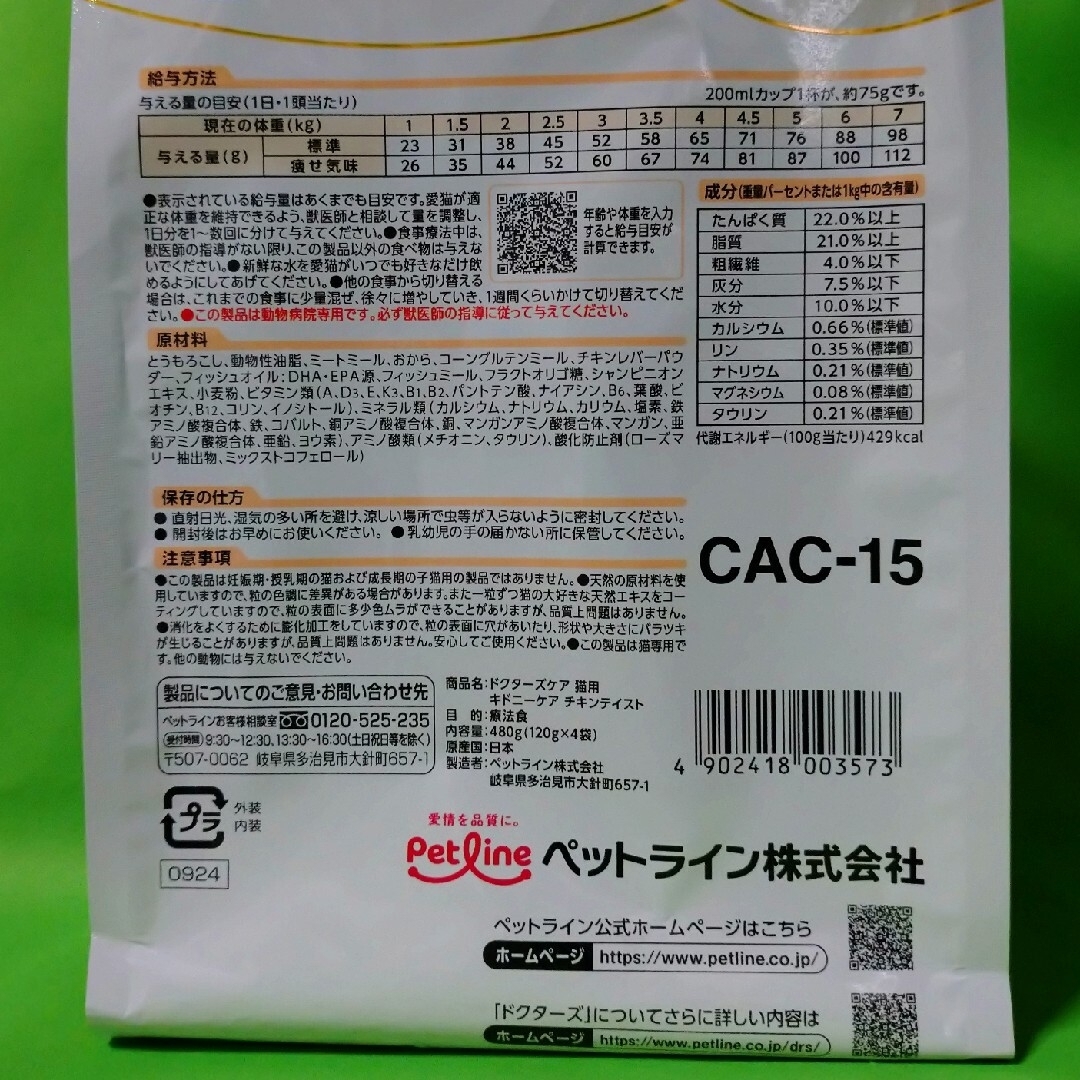 給与方法
与える量の目安(1日・1頭当たり)
200mlカップ1杯が、約75gです。
現在の体重(kg) 1 1.5 2 2.5 3 3.5 4 4.5 5 6 7
与える量(g) 標準 23 31 38 45 52 58 65 71 76 88 98
痩せ気味 26 35 44 52 60 67 74 81 87 100 112
●表示されている給与量はあくまでも目安です。愛猫が適
正な体重を維持できるよう、獣医師と相談して量を調整し、
1日分を1~数回に分けて与えてください。●食事療法中は、
獣医師の指導がない限り、この製品以外の食べ物は与えな
いでください。●新鮮な水を愛猫がいつでも好きなだけ飲
めるようにしてあげてください。●他の食事から切り替える
場合は、これまでの食事に少量混ぜ、徐々に増やしていき、1週間くらいかけて切り替えてくだ
さい。●この製品は動物病院専用です。必ず獣医師の指導に従って与えてください。
年齢や体重を入力
すると給与目安が
計算できます。
成分(重量パーセントまたは1kg中の含有量)
たんぱく質 22.0%以上
脂質 21.0%以上
粗繊維 4.0%以下
灰分 7.5%以下
水分 10.0%以下
カルシウム 0.66%(標準値)
リン 0.35%(標準値)
ナトリウム 0.21%(標準値)
マグネシウム 0.08%(標準値)
タウリン 0.21%(標準値)
代謝エネルギー(100g当たり)429kcal
原材料
とうもろこし、動物性油脂、ミートミール、おから、コーングルテンミール、チキンレバーパウ
ダー、フィッシュオイル:DHA・EPA源、フィッシュミール、フラクトオリゴ糖、シャンピニオン
エキス、小麦粉、ビタミン類(A、D3、E、K3、B1、B2、パントテン酸、ナイアシン、B6、葉酸、ビ
オチン、B12、コリン、イノシトール)、ミネラル類(カルシウム、ナトリウム、カリウム、塩素、鉄
アミノ酸複合体、鉄、コバルト、銅アミノ酸複合体、銅、マンガンアミノ酸複合体、マンガン、亜
鉛アミノ酸複合体、亜鉛、ヨウ素)、アミノ酸類(メチオニン、タウリン)、酸化防止剤(ローズマ
リー抽出物、ミックストコフェロール)
保存の仕方
●直射日光、湿気の多い所を避け、涼しい場所で虫等が入らないように密封してください。
●開封後はお早めにお使いください。●乳幼児の手の届かない所に保管してください。
注意事項
●この製品は妊娠期・授乳期の猫および成長期の子猫用の製品ではありません。●天然の原材料を使
用していますので、粒の色調に差異がある場合があります。また一粒ずつ猫の大好きな天然エキスをコー
ティングしていますので、粒の表面に多少色ムラができることがありますが、品質上問題はありません。
●消化をよくするために膨化加工をしていますので、粒の表面に穴があいたり、形状や大きさにバラツキ
が生じることがありますが、品質上問題はありません。安心してご使用ください。●この製品は猫専用で
す。他の動物には与えないでください。
CAC-15
製品についてのご意見・お問い合わせ先
ペットラインお客様相談室 0120-525-235
受付時間 9:30~12:30、13:30~16:30(土日祝日等を除く)
〒507-0062 岐阜県多治見市大針町657-1
商品名:ドクターズケア 猫用
キドニーケア チキンテイスト
目 的:療法食
内容量:480g(120g×4袋)
原産国:日本
製造者:ペットライン株式会社
岐阜県多治見市大針町657-1
4 902418 003573
プラ
外装
内装
0924
愛情を品質に。
Petline ペットライン株式会社
ペットライン公式ホームページはこちら
ホームページ https://www.petline.co.jp/
「ドクターズ」についてさらに詳しい内容は
ホームページ https://www.petline.co.jp/drs/